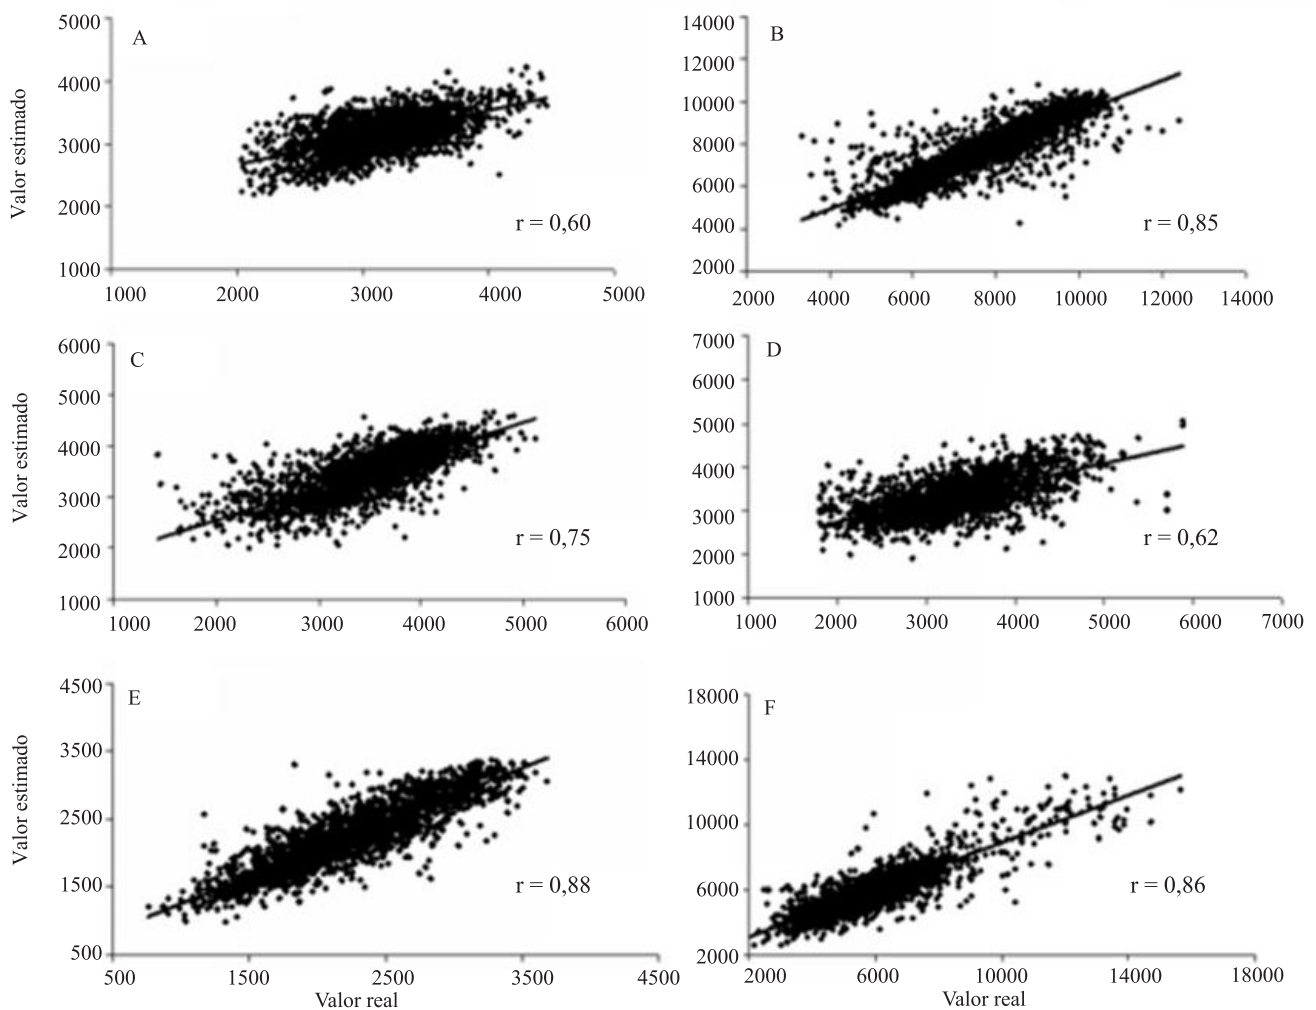 A
5000
4000
3000
2000
1000
Valor estimado
r = 0,60
1000 2000 3000 4000 5000
B
14000
12000
10000
8000
6000
4000
2000
r = 0,85
2000 4000 6000 8000 10000 12000 14000
C
6000
5000
4000
3000
2000
1000
Valor estimado
r = 0,75
1000 2000 3000 4000 5000 6000
D
7000
6000
5000
4000
3000
2000
1000
r = 0,62
1000 2000 3000 4000 5000 6000 7000
E
4500
3500
2500
1500
500
Valor estimado
r = 0,88
500 1500 2500 3500 4500
Valor real
F
18000
14000
10000
6000
2000
r = 0,86
2000 6000 10000 14000 18000
Valor real